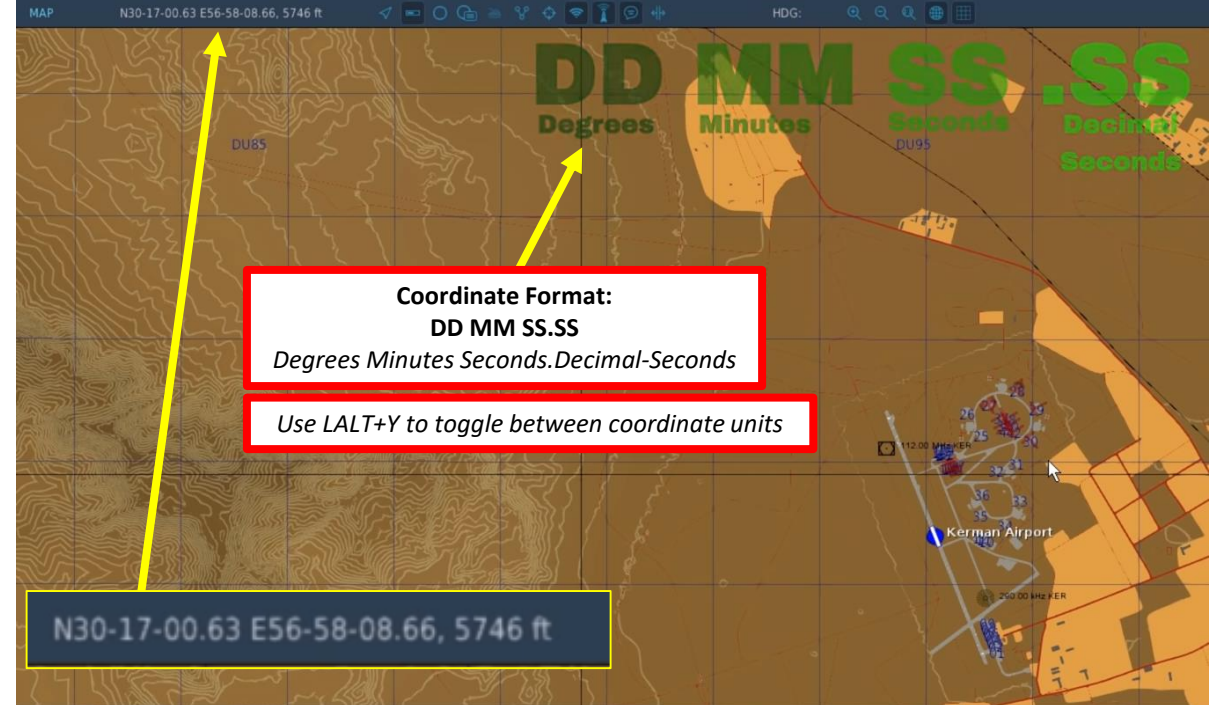 MAP
N30-17-00.63 E56-58-08.66, 5746 ft
HDG:
DD MM SS .SS
Degrees Minutes Seconds Decimal
Seconds
DU85
DU95
Coordinate Format:
DD MM SS.SS
Degrees Minutes Seconds.Decimal-Seconds
Use LALT+Y to toggle between coordinate units
28
26
29
25
30
112.00 MHz KER
32 31
36
33
35
Kerman Airport
290.00 kHz KER
N30-17-00.63 E56-58-08.66, 5746 ft